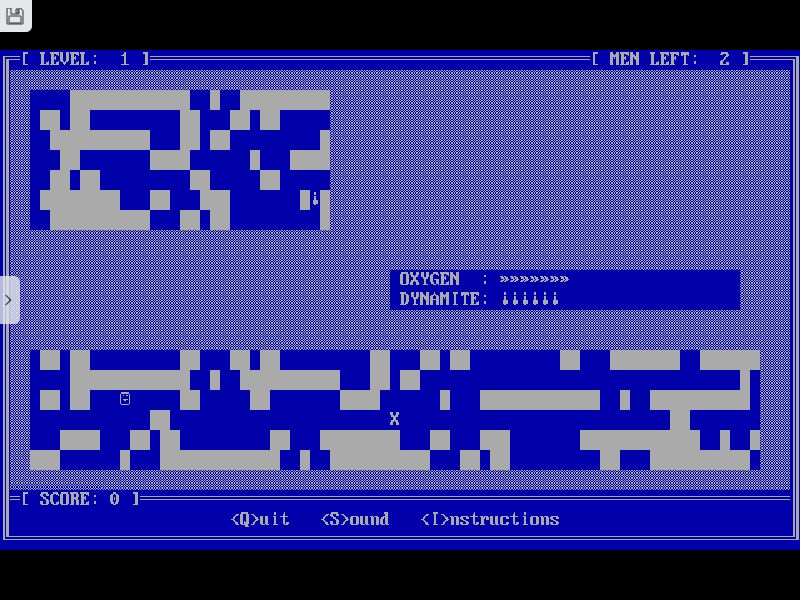 [ LEVEL: 1 ] [ MEN LEFT: 2 ]
OXYGEN : »»»»»»»
DYNAMITE:
X
[ SCORE: 0 ]
<Q>uit <S>ound <I>nstructions